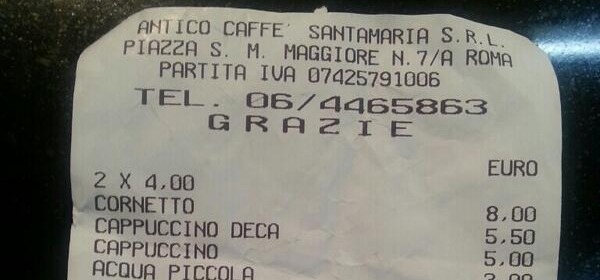 ANTICO CAFFE' SANTAMARIA S.R.L.
PIAZZA S. M. MAGGIORE N.7/A ROMA
PARTITA IVA 07425791006
TEL. 06/4465863
GRAZIE
EURO
2 X 4,00
CORNETTO 8,00
CAPPUCCINO DECA 5,50
CAPPUCCINO 5,00
ACQUA PICCOLA